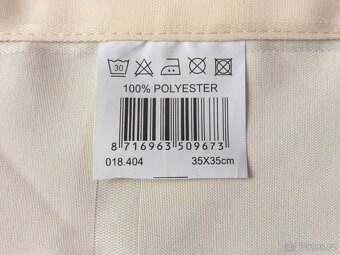 30
100% POLYESTER
8 716963 509673
018.404 35X35cm